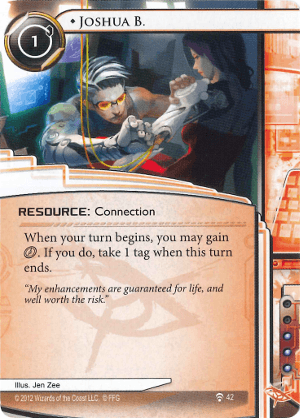 1
• JOSHUA B.
RESOURCE: Connection
When your turn begins, you may gain
. If you do, take 1 tag when this turn
ends.
“My enhancements are guaranteed for life, and
well worth the risk.”
Illus. Jen Zee
© 2012 Wizards of the Coast LLC. © FFG
42